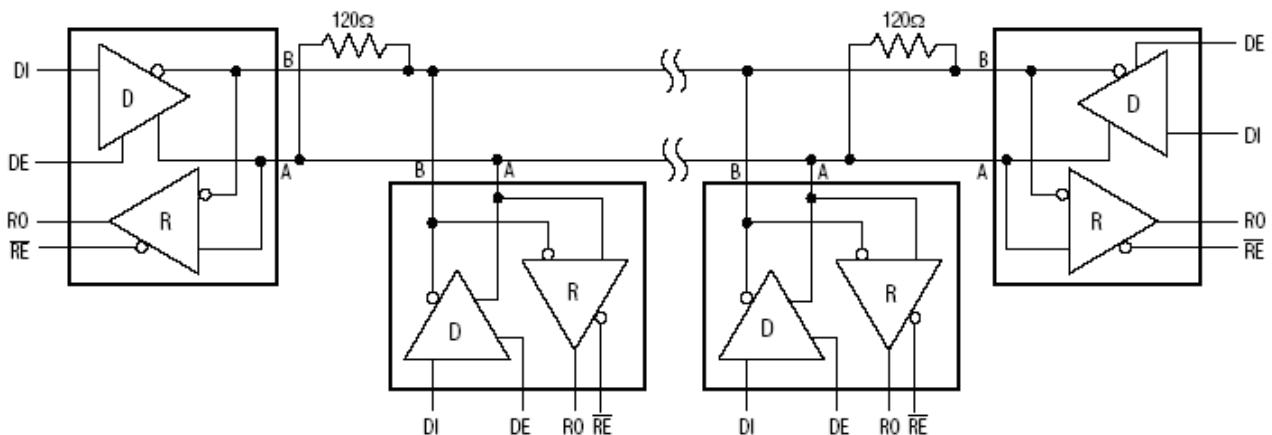 120Ω 120Ω
DI D B B D DE
DI
DE A B A B A A
RO R R RO
RE RE
R R
D D
DI DE RO RE DI DE RO RE